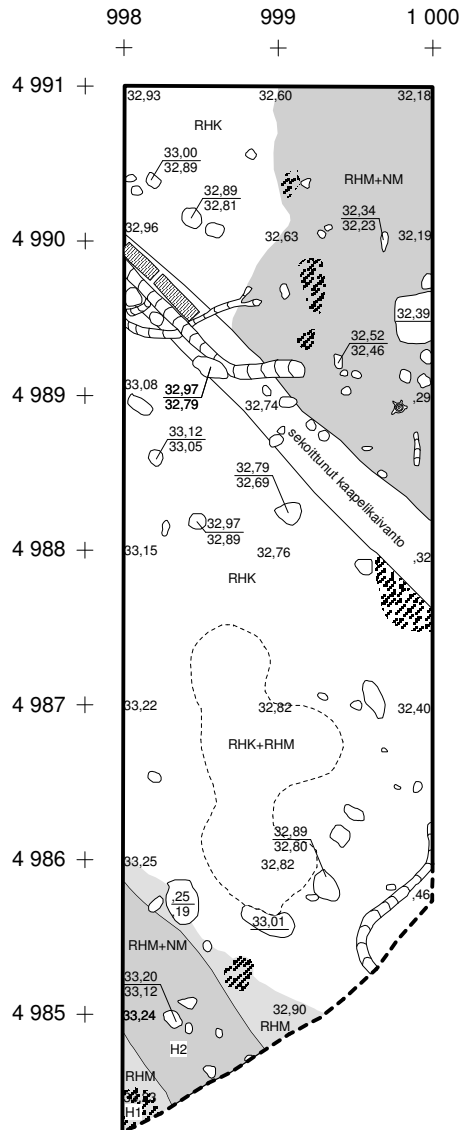 998 999 1 000
4 991
32,93 32,60 32,18
RHK
33,00
32,89
RHM+NM
32,89
32,81
32,34
32,23
4 990
32,96 32,63 32,19
32,39
32,52
32,46
4 989
33,08 32,97
32,79
32,74 ,29
33,12
33,05
sekoittunut kaapelikaivanto
32,79
32,69
32,97
32,89
4 988
33,15 32,76 ,32
RHK
4 987
33,22 32,82 32,40
RHK+RHM
32,89
32,80
4 986
33,25 32,82
,25
,19
33,01
,46
RHM+NM
33,20
33,12
4 985
33,24 32,90
RHM
H2
RHM
H1